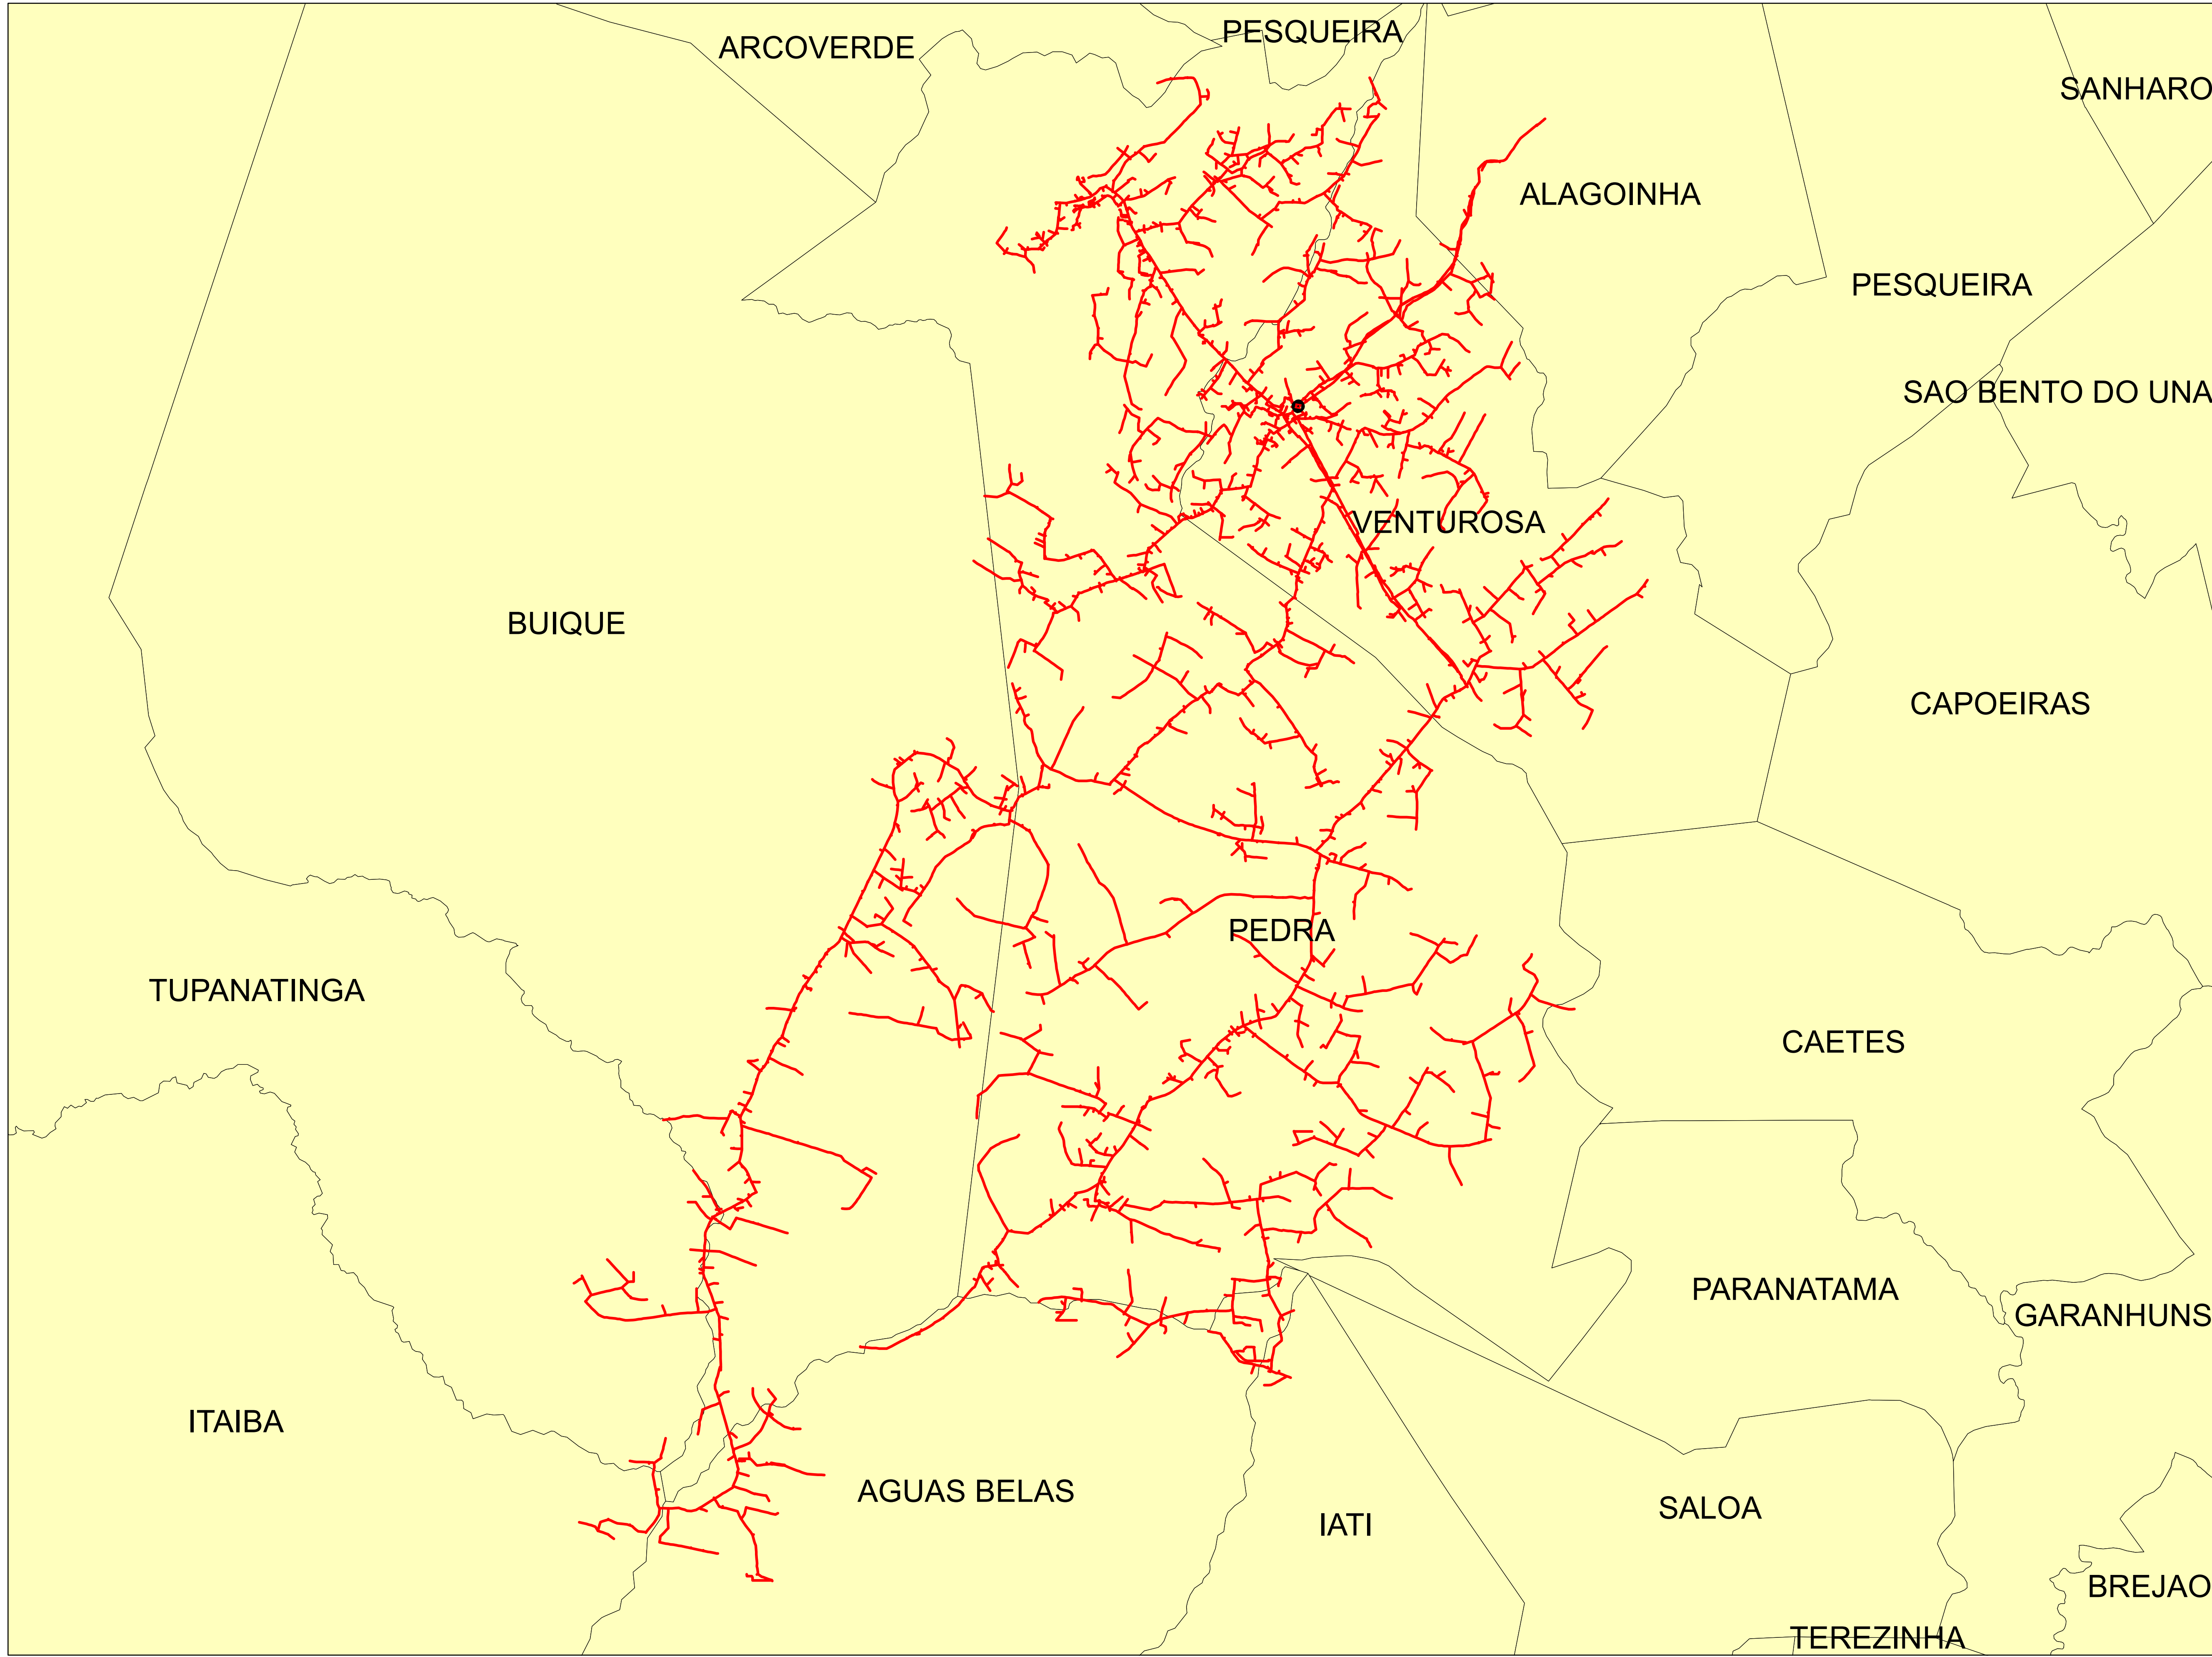 PESQUEIRA
ARCOVERDE
SANHARO
ALAGOINHA
PESQUEIRA
SAO BENTO DO UNA
VENTUROSA
BUIQUE
CAPOEIRAS
PEDRA
TUPANATINGA
CAETES
PARANATAMA
GARANHUNS
ITAIBA
AGUAS BELAS
SALOA
IATI
BREJAO
TEREZINHA